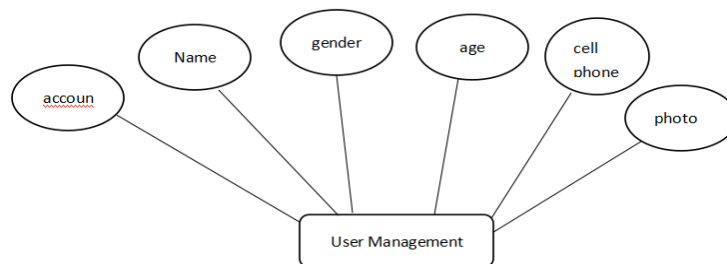 accoun
Name
gender
age
cell
phone
photo
User Management